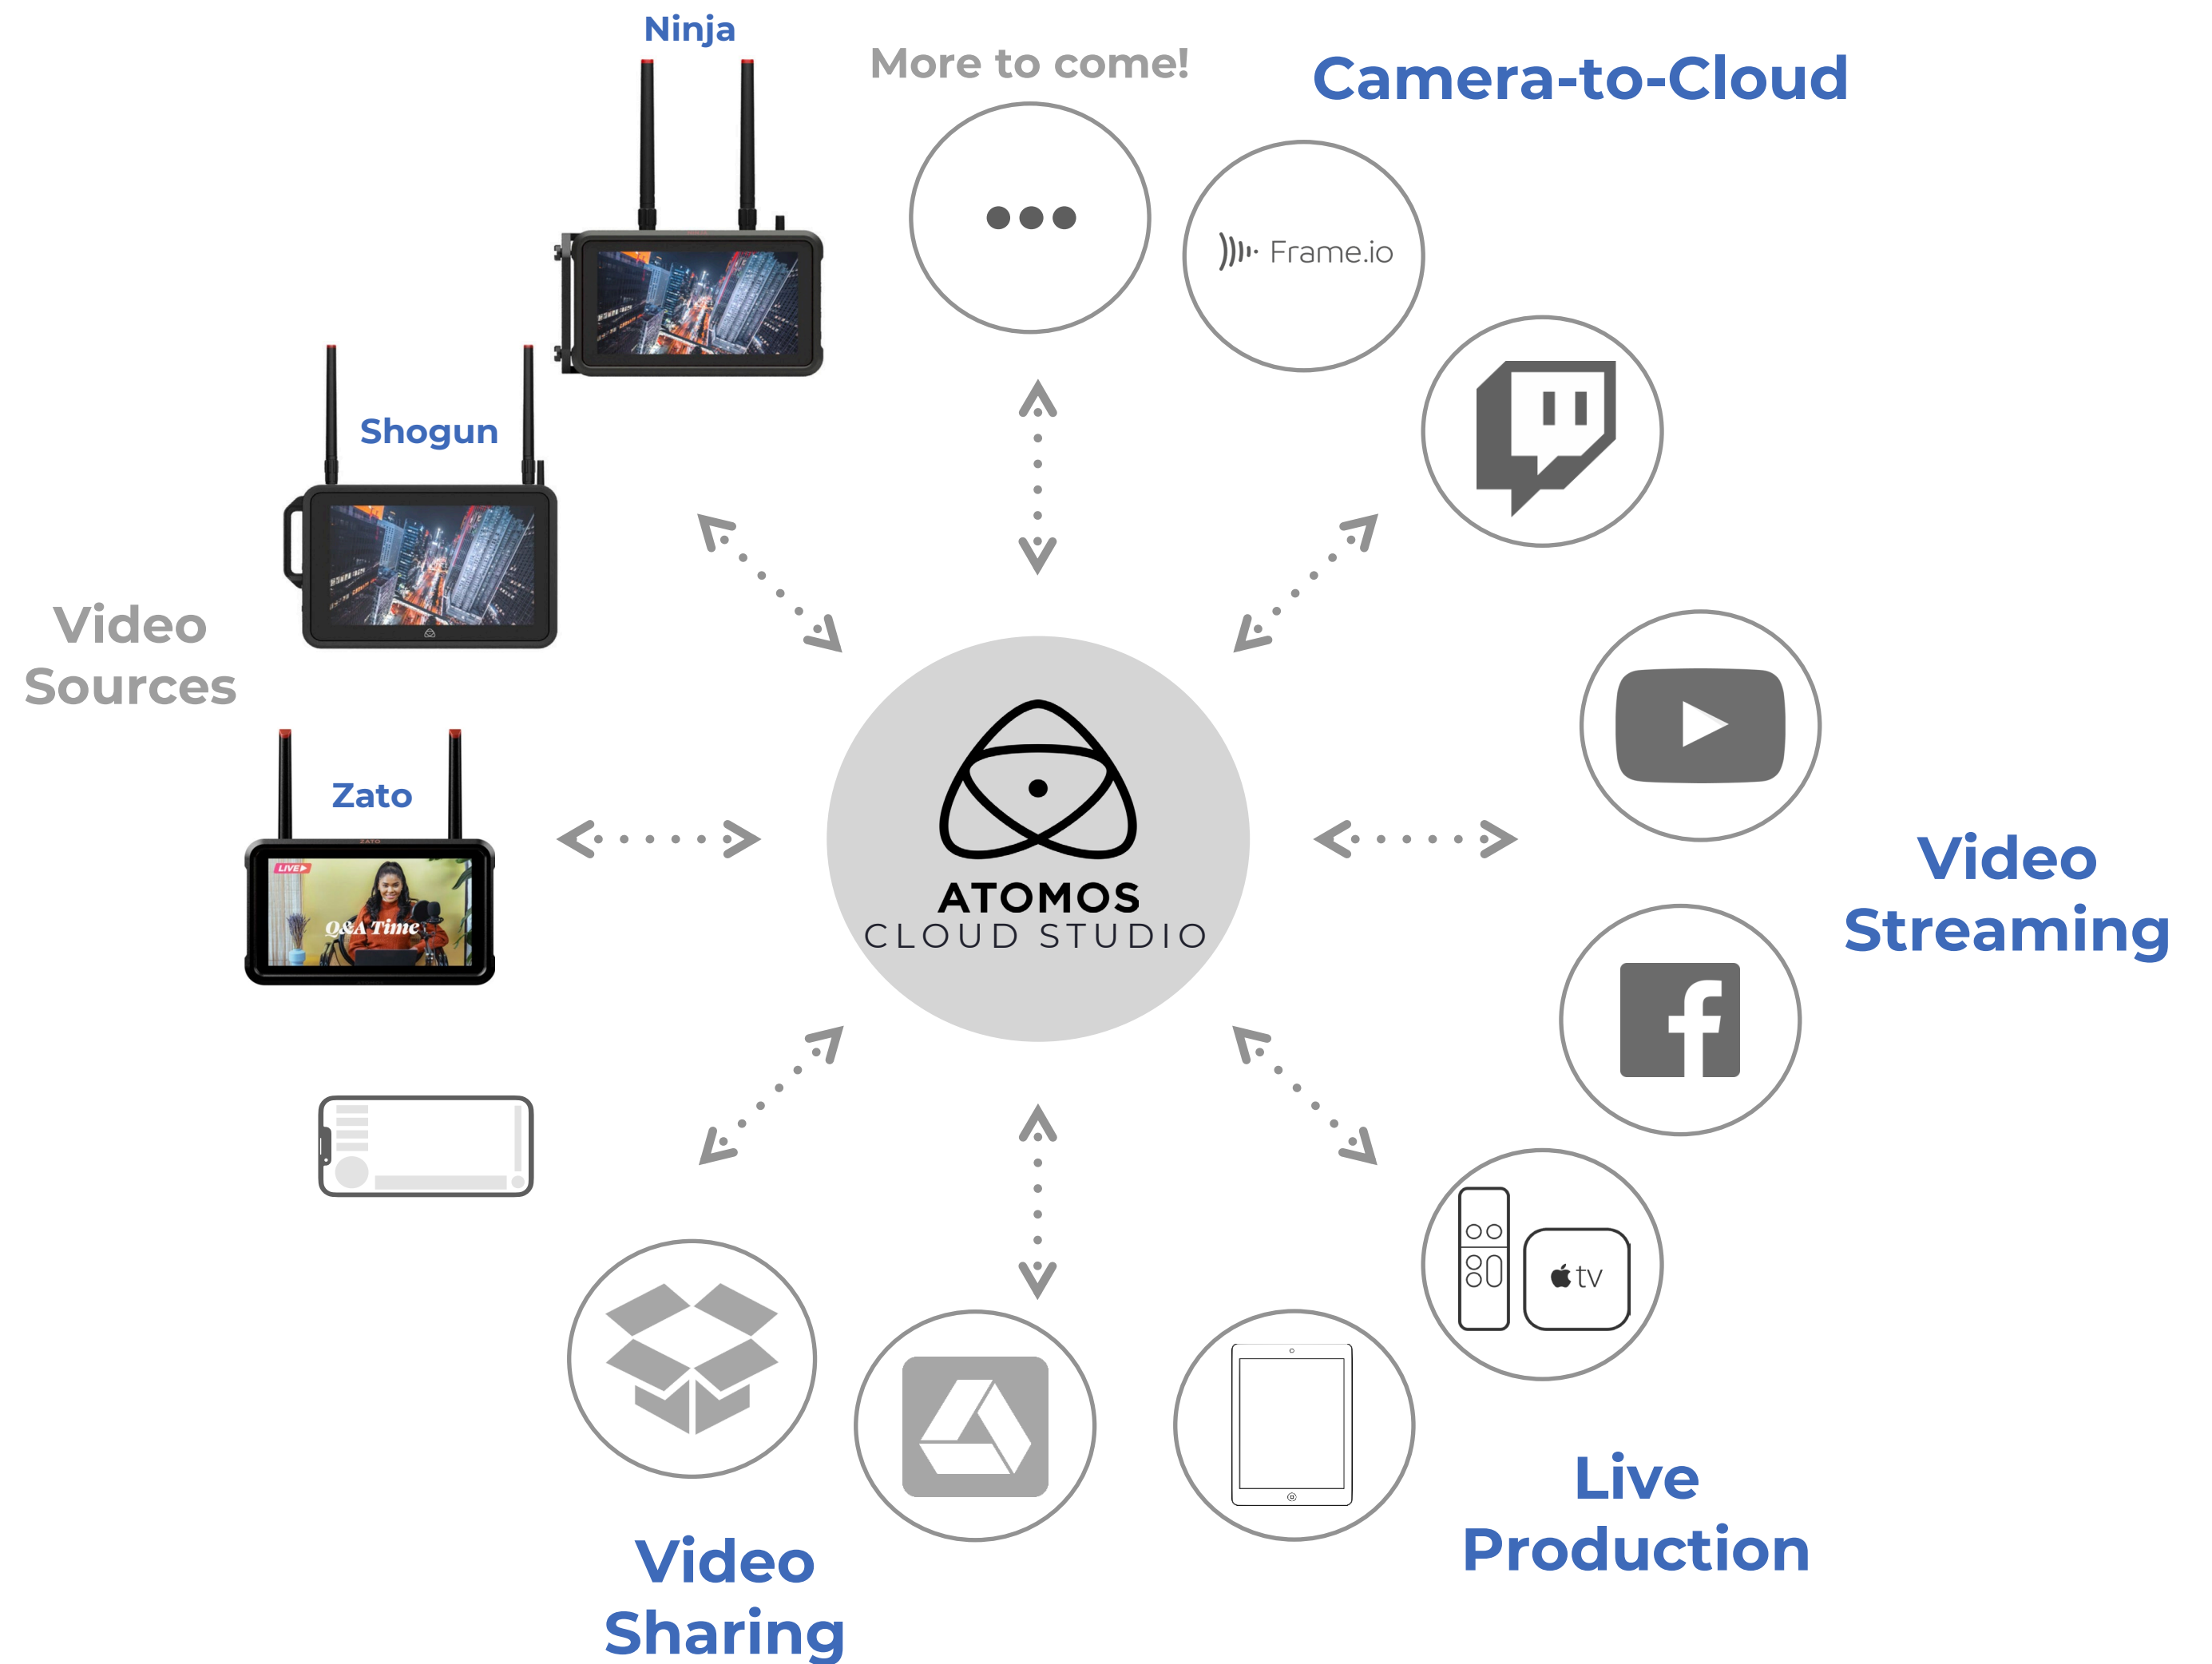 Ninja
More to come!
Camera-to-Cloud
Frame.io
Shogun
Video
Sources
Zato
ZATO
LIVE
Q&A Time
ATOMOS
CLOUD STUDIO
Video
Streaming
tv
Live
Production
Video
Sharing